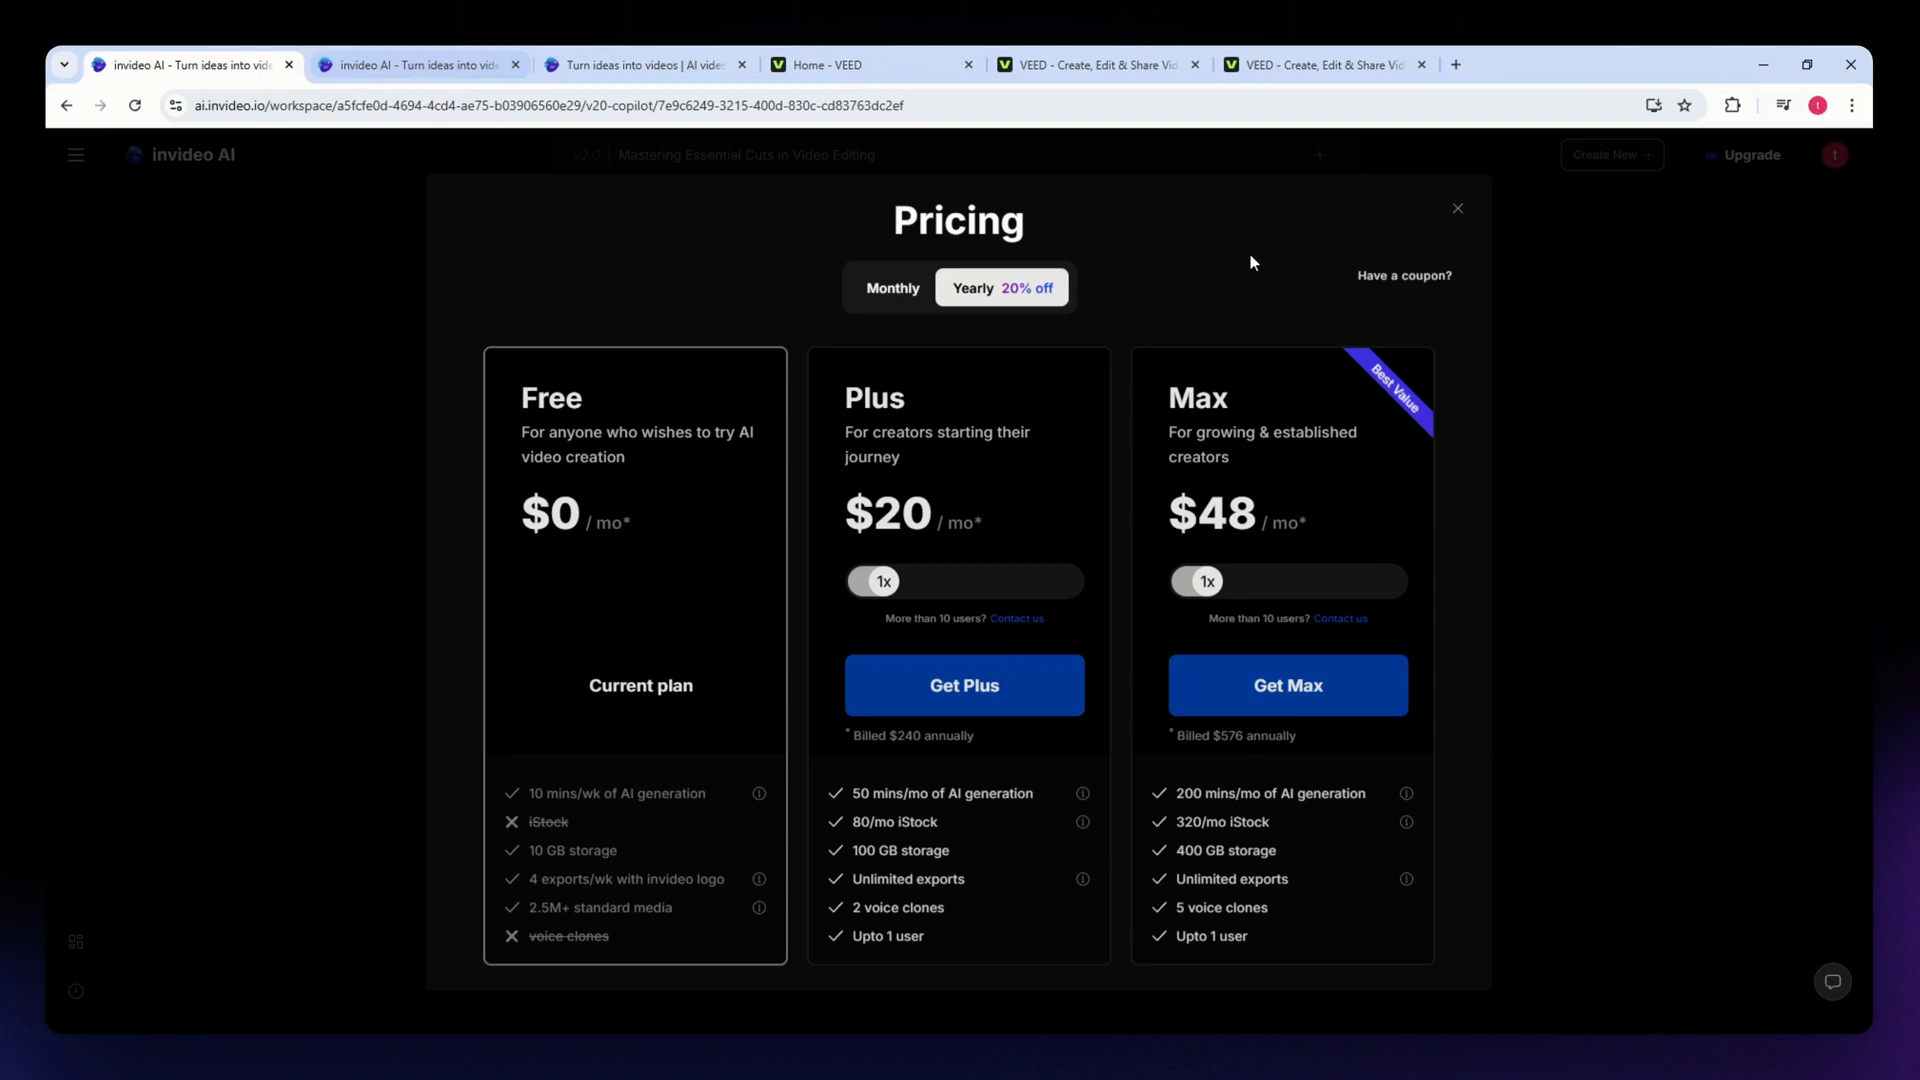 invideo AI - Turn ideas into vide
invideo AI - Turn ideas into vide
Turn ideas into videos | AI videc
Home - VEED
VEED - Create, Edit & Share Vid
VEED - Create, Edit & Share Vid
ai.invideo.io/workspace/a5fcfe0d-4694-4cd4-ae75-b03906560e29/v20-copilot/7e9c6249-3215-400d-830c-cd83763dc2ef
t
invideo AI
v2.0 | Mastering Essential Cuts in Video Editing
Create New +
Upgrade
t
Pricing
Monthly
Yearly 20% off
Have a coupon?
Free
For anyone who wishes to try AI
video creation
$0 / mo*
Current plan
10 mins/wk of AI generation
iStock
10 GB storage
4 exports/wk with invideo logo
2.5M+ standard media
voice clones
Plus
For creators starting their
journey
$20 / mo*
1x
More than 10 users? Contact us
Get Plus
* Billed $240 annually
50 mins/mo of AI generation
80/mo iStock
100 GB storage
Unlimited exports
2 voice clones
Upto 1 user
Best Value
Max
For growing & established
creators
$48 / mo*
1x
More than 10 users? Contact us
Get Max
* Billed $576 annually
200 mins/mo of AI generation
320/mo iStock
400 GB storage
Unlimited exports
5 voice clones
Upto 1 user